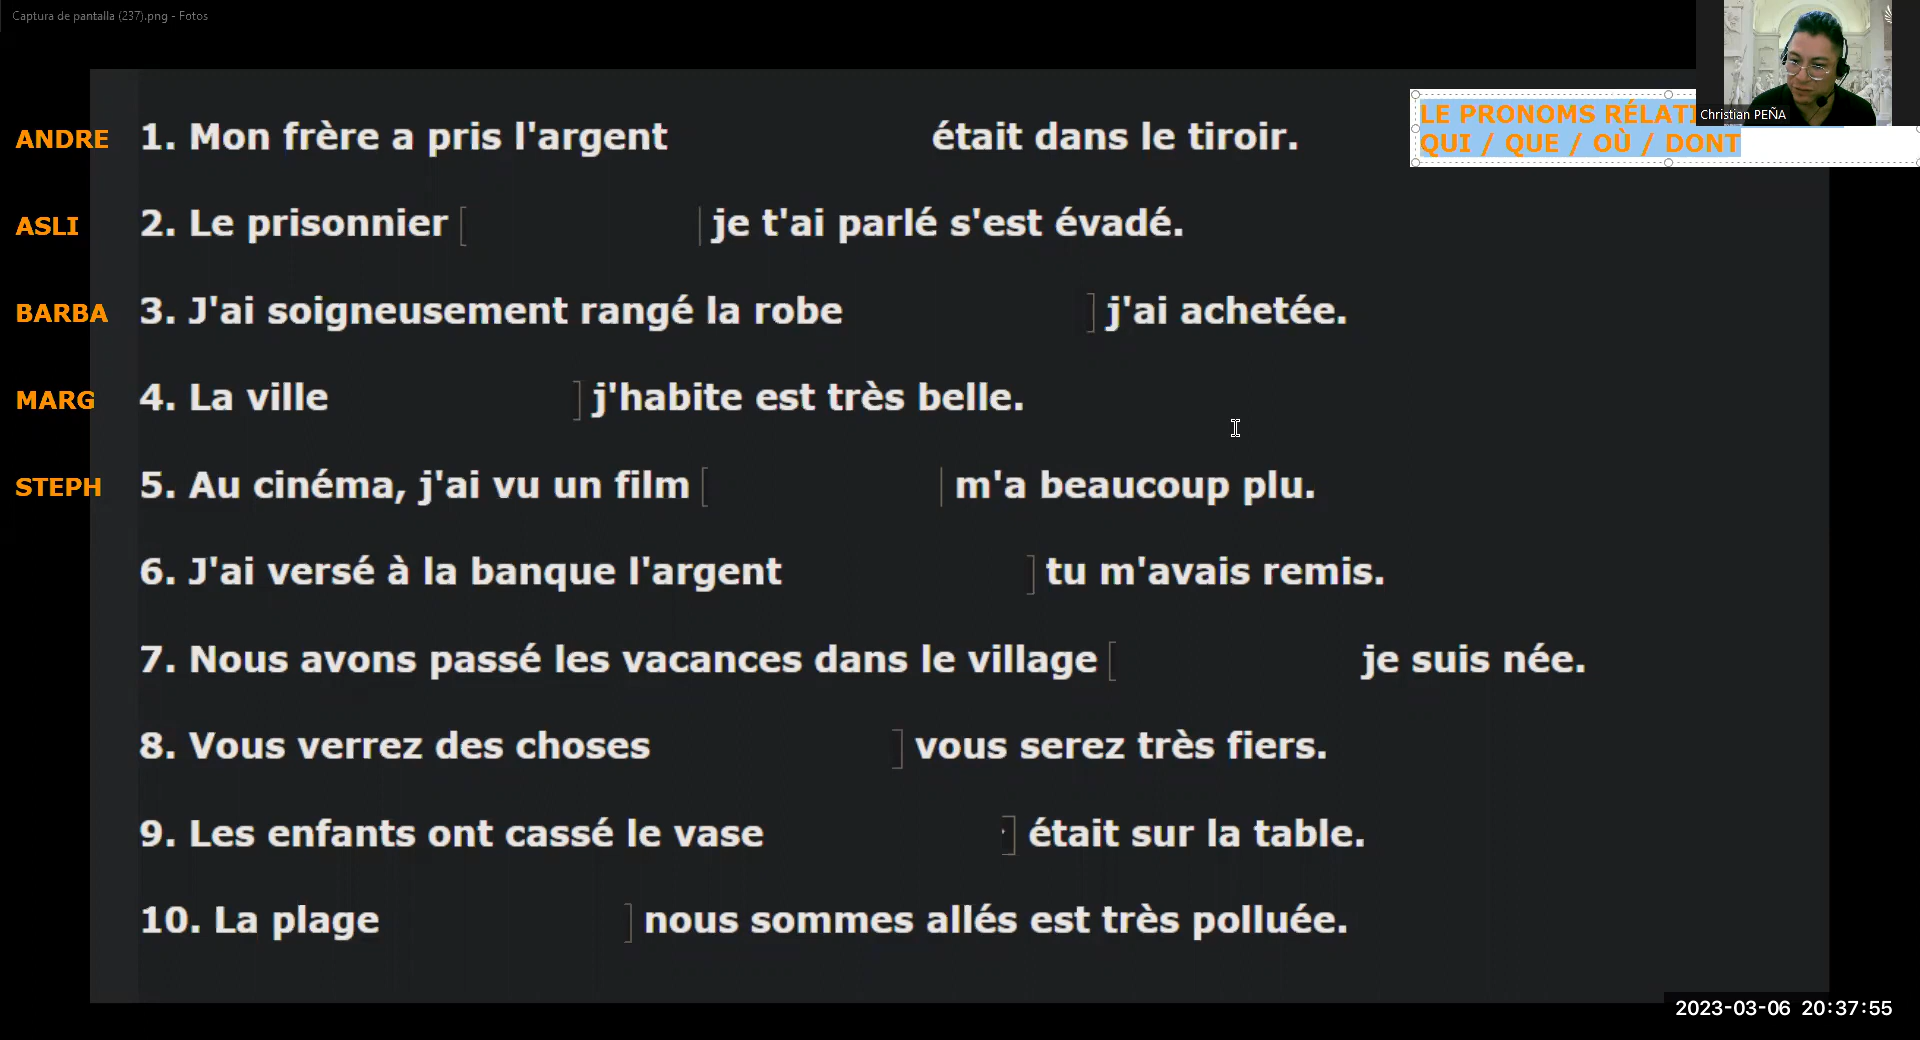 Captura de pantalla (237).png - Fotos
LE PRONOMS RÉLATI
Christian PEÑA
QUI / QUE / OÙ / DONT
ANDRE 1. Mon frère a pris l'argent était dans le tiroir.
ASLI 2. Le prisonnier [ | je t'ai parlé s'est évadé.
BARBA 3. J'ai soigneusement rangé la robe ] j'ai achetée.
MARG 4. La ville ] j'habite est très belle.
STEPH 5. Au cinéma, j'ai vu un film [ | m'a beaucoup plu.
6. J'ai versé à la banque l'argent ] tu m'avais remis.
7. Nous avons passé les vacances dans le village [ je suis née.
8. Vous verrez des choses ] vous serez très fiers.
9. Les enfants ont cassé le vase ] était sur la table.
10. La plage ] nous sommes allés est très polluée.
2023-03-06 20:37:55